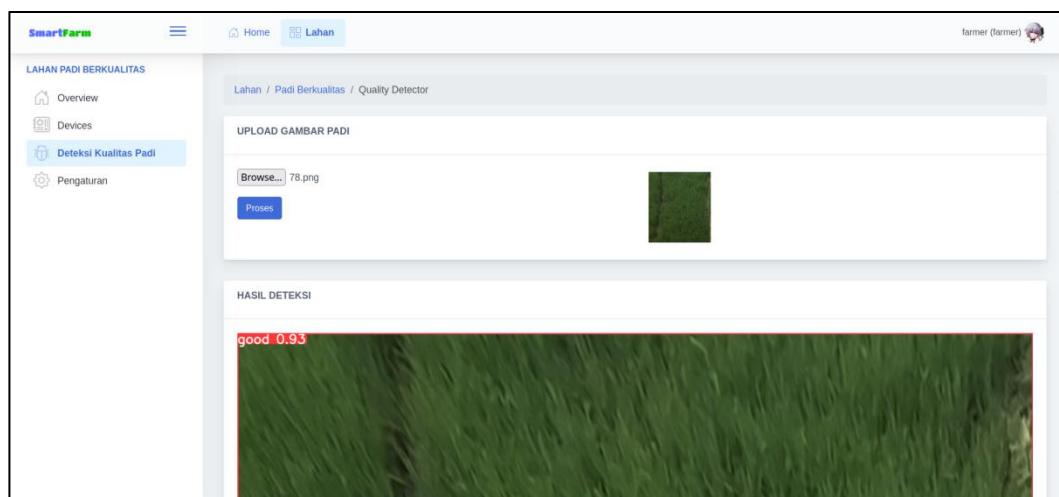 SmartFarm
Home
Lahan
farmer (farmer)
LAHAN PADI BERKUALITAS
Overview
Devices
Deteksi Kualitas Padi
Pengaturan
Lahan / Padi Berkualitas / Quality Detector
UPLOAD GAMBAR PADI
Browse... 78.png
Proses
HASIL DETEKSI
good 0.93